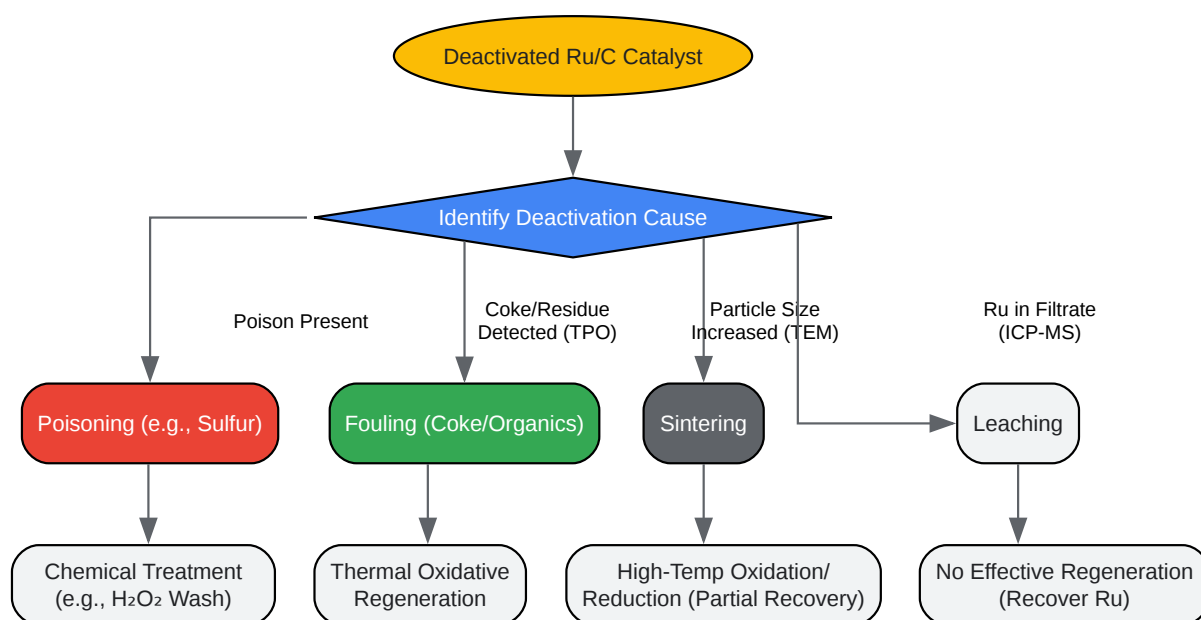 Deactivated Ru/C Catalyst
Identify Deactivation Cause
Poison Present
Coke/Residue
Detected (TPO)
Particle Size
Increased (TEM)
Ru in Filtrate
(ICP-MS)
Poisoning (e.g., Sulfur)
Fouling (Coke/Organics)
Sintering
Leaching
Chemical Treatment
(e.g., H₂O₂ Wash)
Thermal Oxidative
Regeneration
High-Temp Oxidation/
Reduction (Partial Recovery)
No Effective Regeneration
(Recover Ru)